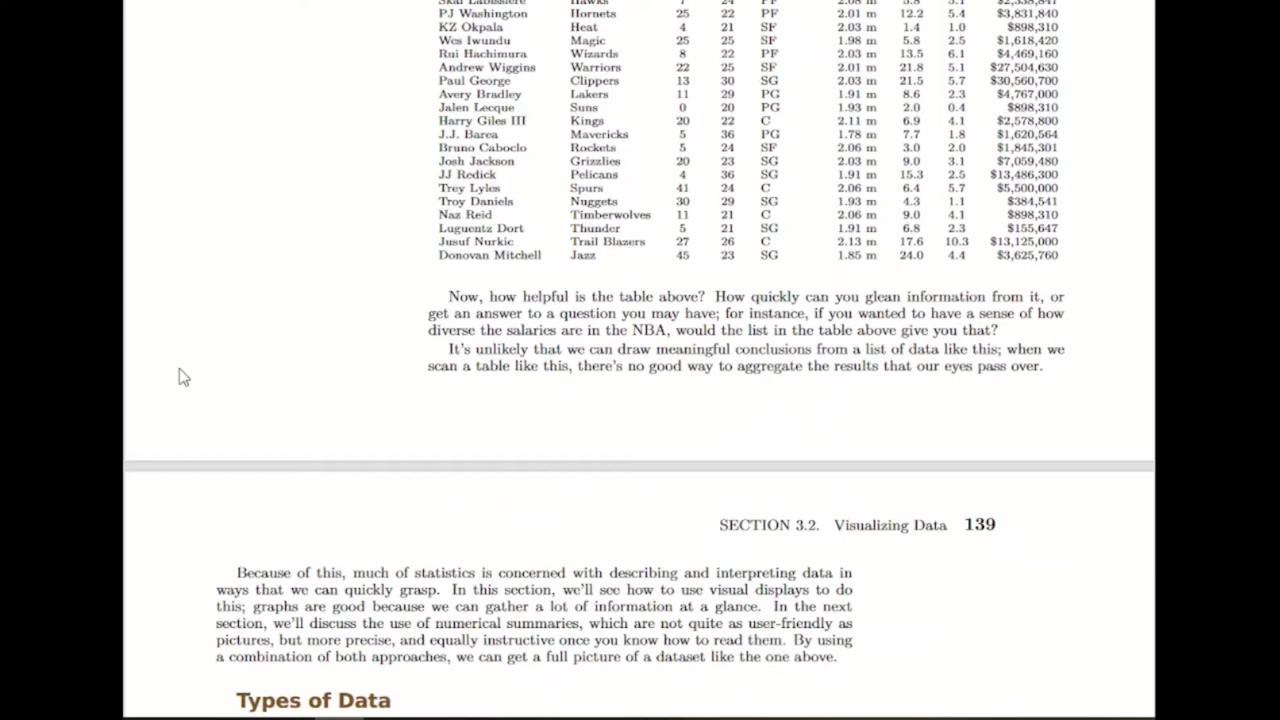 PJ Washington Hornets 25 22 PF 2.01 m 12.2 5.4 $3,831,840
KZ Okpala Heat 4 21 SF 2.03 m 1.4 1.0 $898,310
Wes Iwundu Magic 25 25 SF 1.98 m 5.8 2.5 $1,618,420
Rui Hachimura Wizards 8 22 PF 2.03 m 13.5 6.1 $4,469,160
Andrew Wiggins Warriors 22 25 SF 2.01 m 21.8 5.1 $27,504,630
Paul George Clippers 13 30 SG 2.03 m 21.5 5.7 $30,560,700
Avery Bradley Lakers 11 29 PG 1.91 m 8.6 2.3 $4,767,000
Jalen Lecque Suns 0 20 PG 1.93 m 2.0 0.4 $898,310
Harry Giles III Kings 20 22 C 2.11 m 6.9 4.1 $2,578,800
J.J. Barea Mavericks 5 36 PG 1.78 m 7.7 1.8 $1,620,564
Bruno Caboclo Rockets 5 24 SF 2.06 m 3.0 2.0 $1,845,301
Josh Jackson Grizzlies 20 23 SG 2.03 m 9.0 3.1 $7,059,480
JJ Redick Pelicans 4 36 SG 1.91 m 15.3 2.5 $13,486,300
Trey Lyles Spurs 41 24 C 2.06 m 6.4 5.7 $5,500,000
Troy Daniels Nuggets 30 29 SG 1.93 m 4.3 1.1 $384,541
Naz Reid Timberwolves 11 21 C 2.06 m 9.0 4.1 $898,310
Luguentz Dort Thunder 5 21 SG 1.91 m 6.8 2.3 $155,647
Jusuf Nurkic Trail Blazers 27 26 C 2.13 m 17.6 10.3 $13,125,000
Donovan Mitchell Jazz 45 23 SG 1.85 m 24.0 4.4 $3,625,760
Now, how helpful is the table above? How quickly can you glean information from it, or
get an answer to a question you may have; for instance, if you wanted to have a sense of how
diverse the salaries are in the NBA, would the list in the table above give you that?
It's unlikely that we can draw meaningful conclusions from a list of data like this; when we
scan a table like this, there's no good way to aggregate the results that our eyes pass over.
SECTION 3.2. Visualizing Data 139
Because of this, much of statistics is concerned with describing and interpreting data in
ways that we can quickly grasp. In this section, we'll see how to use visual displays to do
this; graphs are good because we can gather a lot of information at a glance. In the next
section, we'll discuss the use of numerical summaries, which are not quite as user-friendly as
pictures, but more precise, and equally instructive once you know how to read them. By using
a combination of both approaches, we can get a full picture of a dataset like the one above.
Types of Data